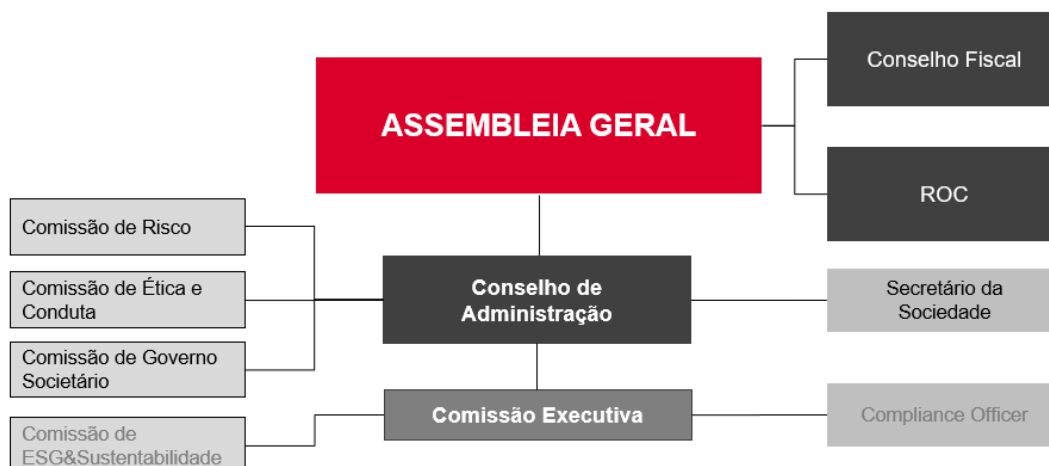 Conselho Fiscal
ASSEMBLEIA GERAL
ROC
Comissão de Risco
Comissão de Ética e
Conduta
Conselho de
Administração
Secretário da
Sociedade
Comissão de Governo
Societário
Comissão Executiva
Compliance Officer
Comissão de
ESG&Sustentabilidade